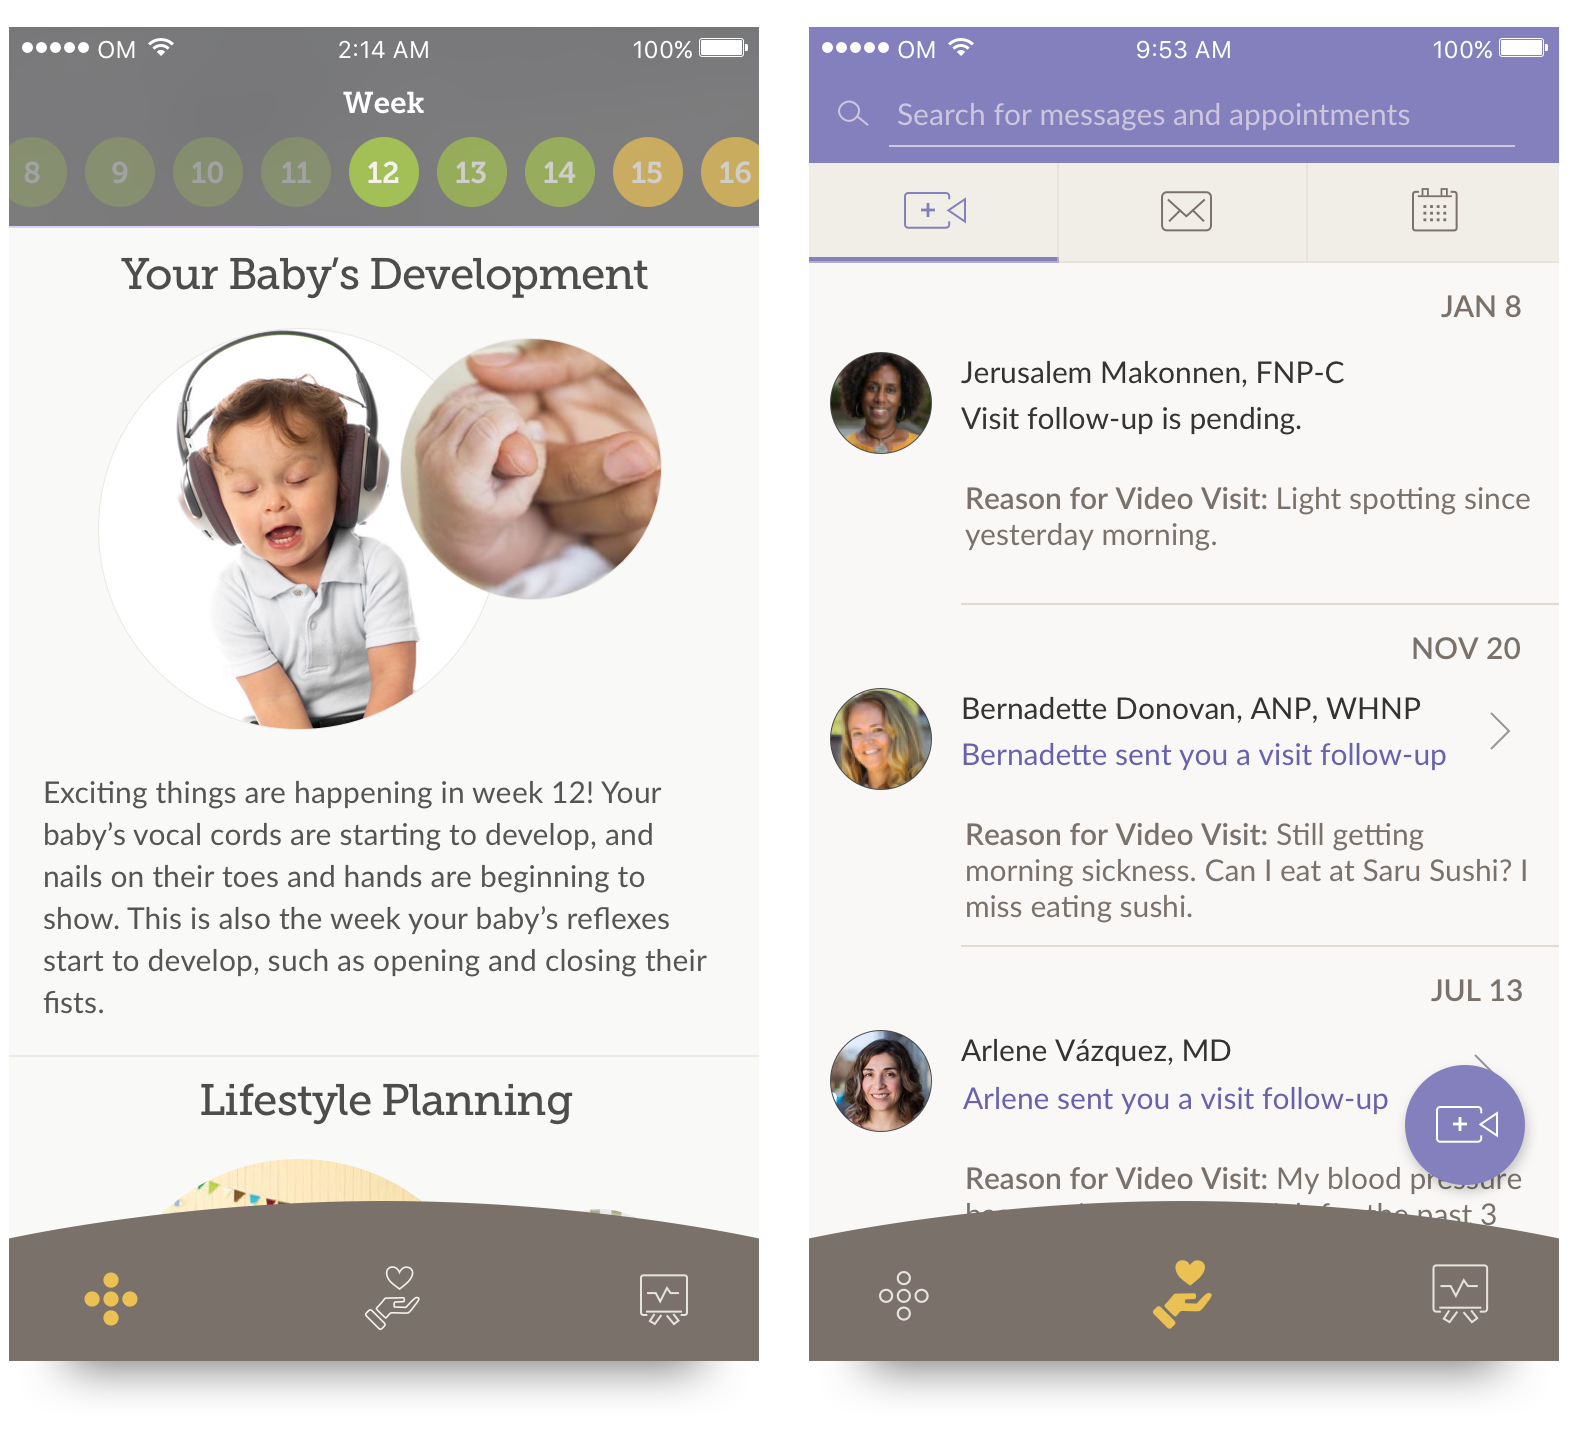 OM 2:14 AM 100%
Week
8 9 10 11 12 13 14 15 16
Your Baby’s Development
Exciting things are happening in week 12! Your
baby’s vocal cords are starting to develop, and
nails on their toes and hands are beginning to
show. This is also the week your baby’s reflexes
start to develop, such as opening and closing their
fists.
Lifestyle Planning
OM 9:53 AM 100%
Search for messages and appointments
JAN 8
Jerusalem Makonnen, FNP-C
Visit follow-up is pending.
Reason for Video Visit: Light spotting since
yesterday morning.
NOV 20
Bernadette Donovan, ANP, WHNP
Bernadette sent you a visit follow-up
Reason for Video Visit: Still getting
morning sickness. Can I eat at Saru Sushi? I
miss eating sushi.
JUL 13
Arlene Vázquez, MD
Arlene sent you a visit follow-up
Reason for Video Visit: My blood pressure
for the past 3